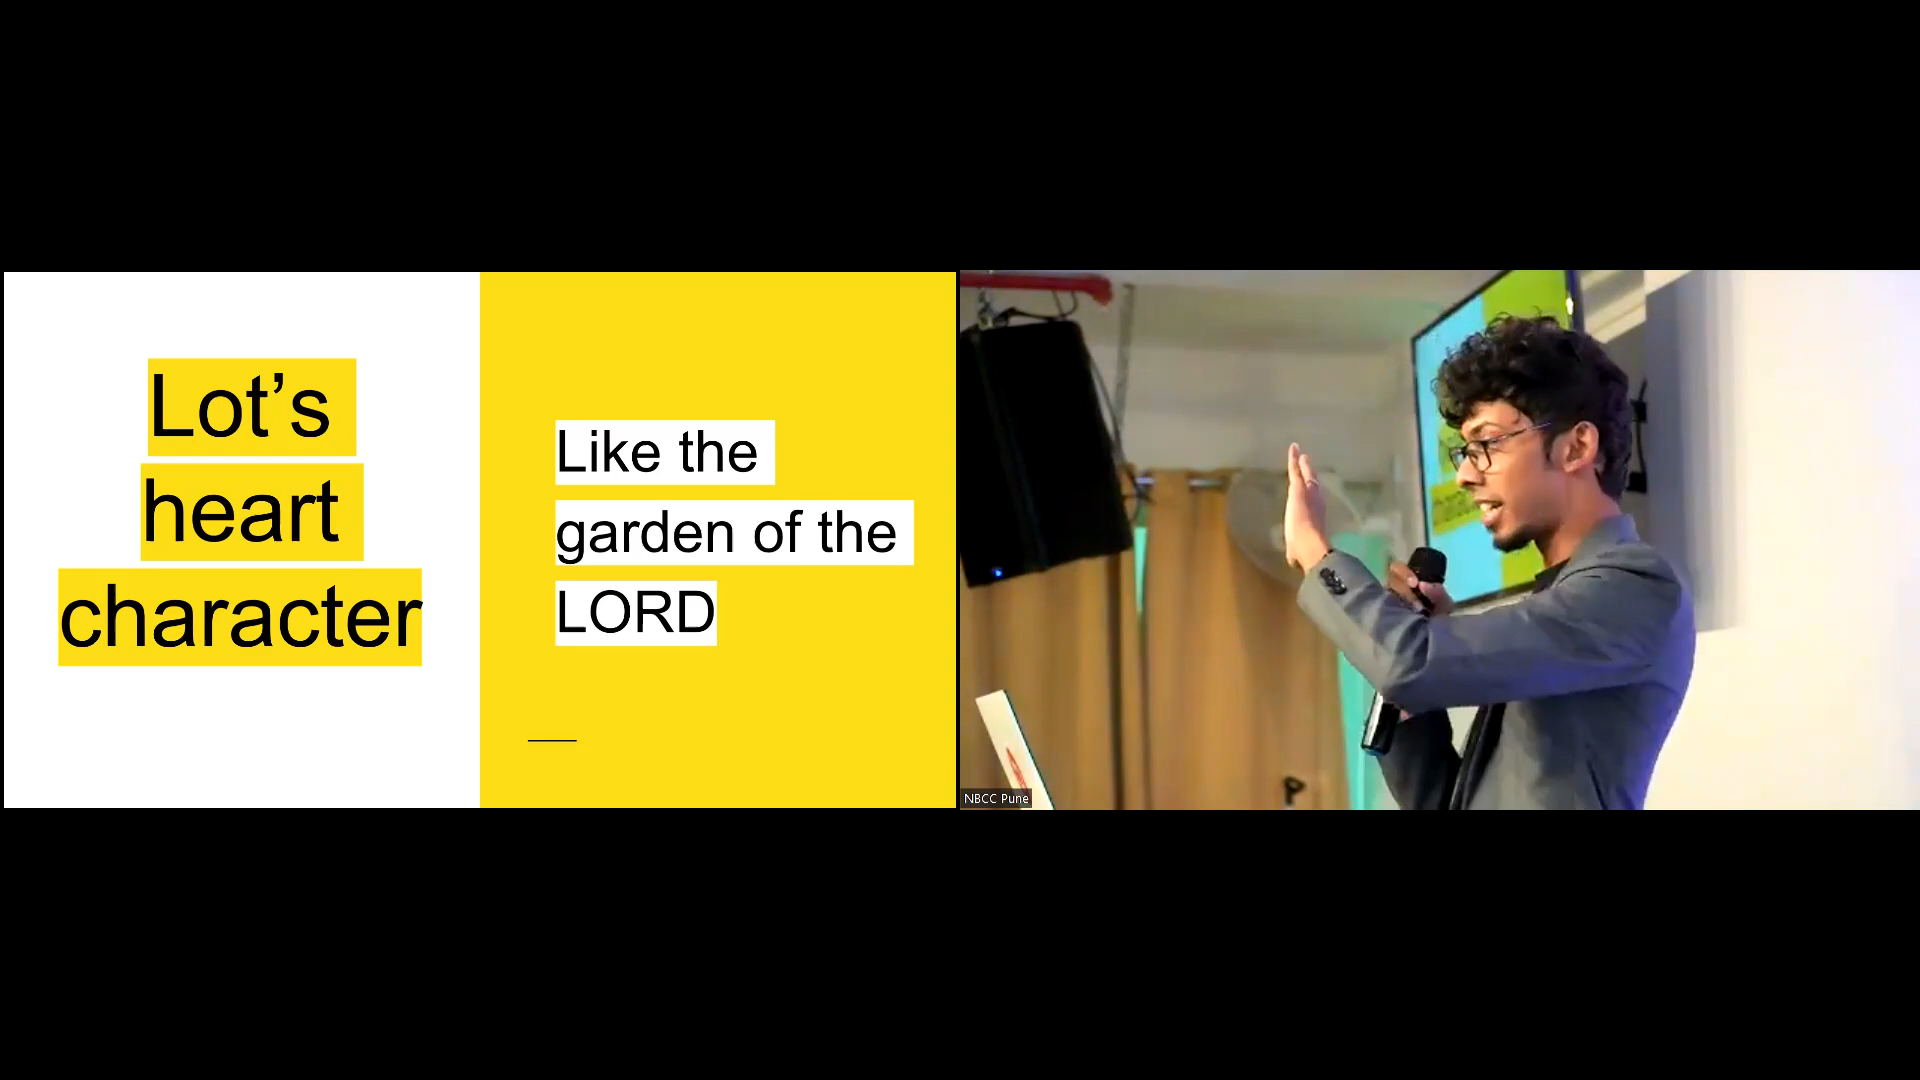 Lot’s
heart
character
Like the
garden of the
LORD
NBCC Pune